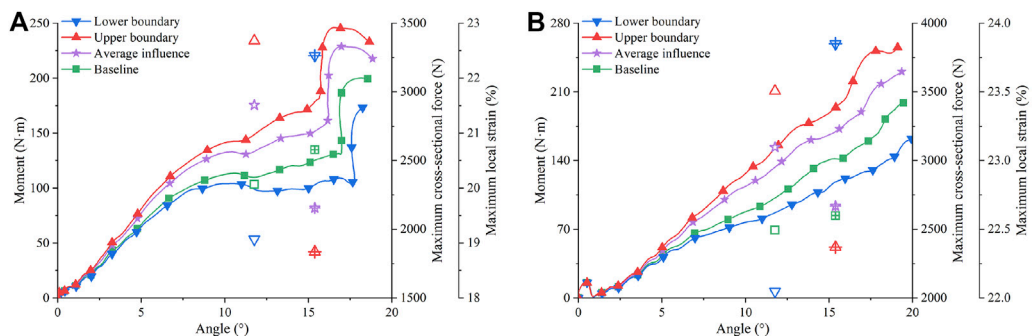 A
Lower boundary
Upper boundary
Average influence
Baseline
Moment (N·m)
250
200
150
100
50
0
0
5
10
15
20
Angle (°)
3500
3000
2500
2000
1500
Maximum cross-sectional force (N)
23
22
21
20
19
18
Maximum local strain (%)
B
Lower boundary
Upper boundary
Average influence
Baseline
Moment (N·m)
280
210
140
70
0
0
5
10
15
20
Angle (°)
4000
3500
3000
2500
2000
Maximum cross-sectional force (N)
24.0
23.5
23.0
22.5
22.0
Maximum local strain (%)